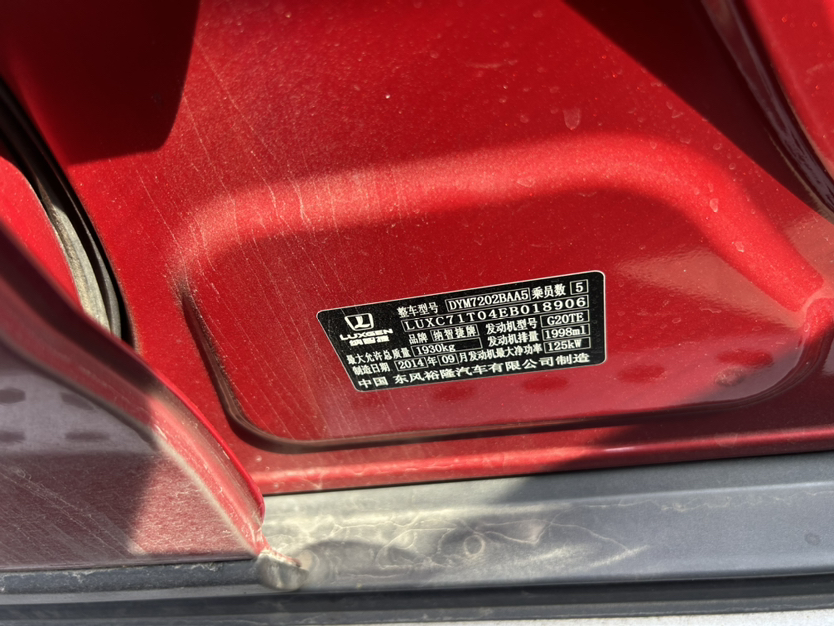 整车型号 DYM7202BAA5 乘员数 5
LUXC71T04EB018906
LUXGEN
纳智捷
品牌 纳智捷牌 发动机型号 G20TE
最大允许总质量 1930kg 发动机排量 1998ml
制造日期 2014年09月 发动机最大净功率 125kW
中国 东风裕隆汽车有限公司制造